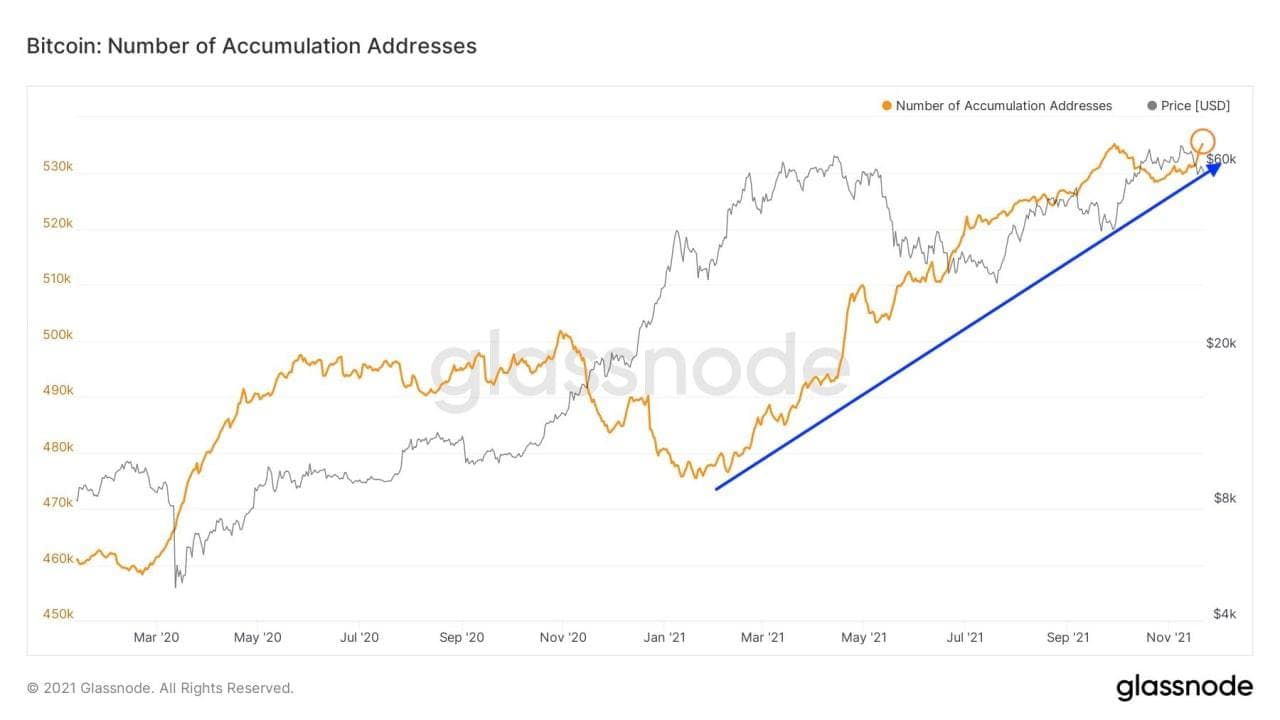 Bitcoin: Number of Accumulation Addresses
Number of Accumulation Addresses Price [USD]
530k
$60k
520k
510k
500k
$20k
490k
480k
470k
$8k
460k
450k
$4k
glassnode
Mar '20 May '20 Jul '20 Sep '20 Nov '20 Jan '21 Mar '21 May '21 Jul '21 Sep '21 Nov '21
© 2021 Glassnode. All Rights Reserved.
glassnode